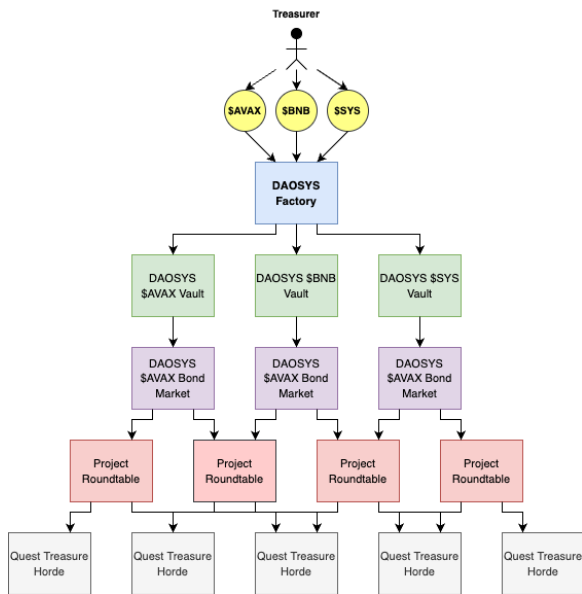 Treasurer
$AVAX
$BNB
$SYS
DAOSYS
Factory
DAOSYS
$AVAX Vault
DAOSYS $BNB
Vault
DAOSYS $SYS
Vault
DAOSYS
$AVAX Bond
Market
DAOSYS
$AVAX Bond
Market
DAOSYS
$AVAX Bond
Market
Project
Roundtable
Project
Roundtable
Project
Roundtable
Project
Roundtable
Quest Treasure
Horde
Quest Treasure
Horde
Quest Treasure
Horde
Quest Treasure
Horde
Quest Treasure
Horde